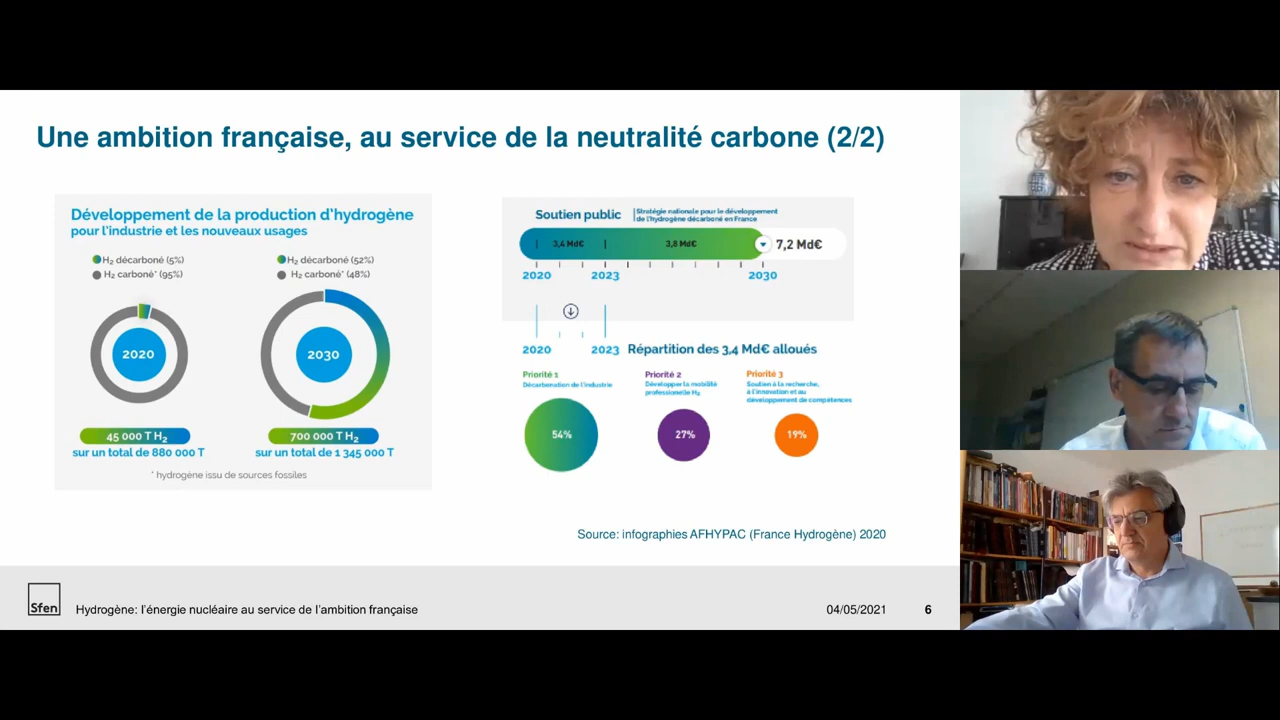 Une ambition française, au service de la neutralité carbone (2/2)
Développement de la production d'hydrogène
pour l'industrie et les nouveaux usages
H₂ décarboné (5%)
H₂ carboné* (95%)
H₂ décarboné (52%)
H₂ carboné* (48%)
2020
2030
45 000 T H₂
sur un total de 880 000 T
700 000 T H₂
sur un total de 1 345 000 T
* hydrogène issu de sources fossiles
Soutien public
Stratégie nationale pour le développement
de l'hydrogène décarboné en France
3,4 Md€
3,8 Md€
7,2 Md€
2020
2023
2030
2020
2023
Répartition des 3,4 Md€ alloués
Priorité 1
Décarbonation de l'industrie
Priorité 2
Développer la mobilité
professionelle H₂
Priorité 3
Soutien à la recherche,
à l'innovation et au
développement de compétences
54%
27%
19%
Source: infographies AFHYPAC (France Hydrogène) 2020
Sfen
Hydrogène: l'énergie nucléaire au service de l'ambition française
04/05/2021
6